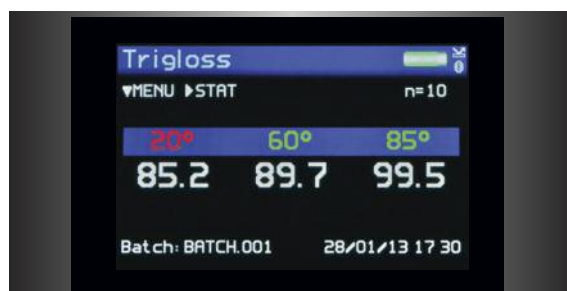 Trigloss
▼MENU ▶STAT n=10
20° 60° 85°
85.2 89.7 99.5
Batch: BATCH.001 28/01/13 17 30